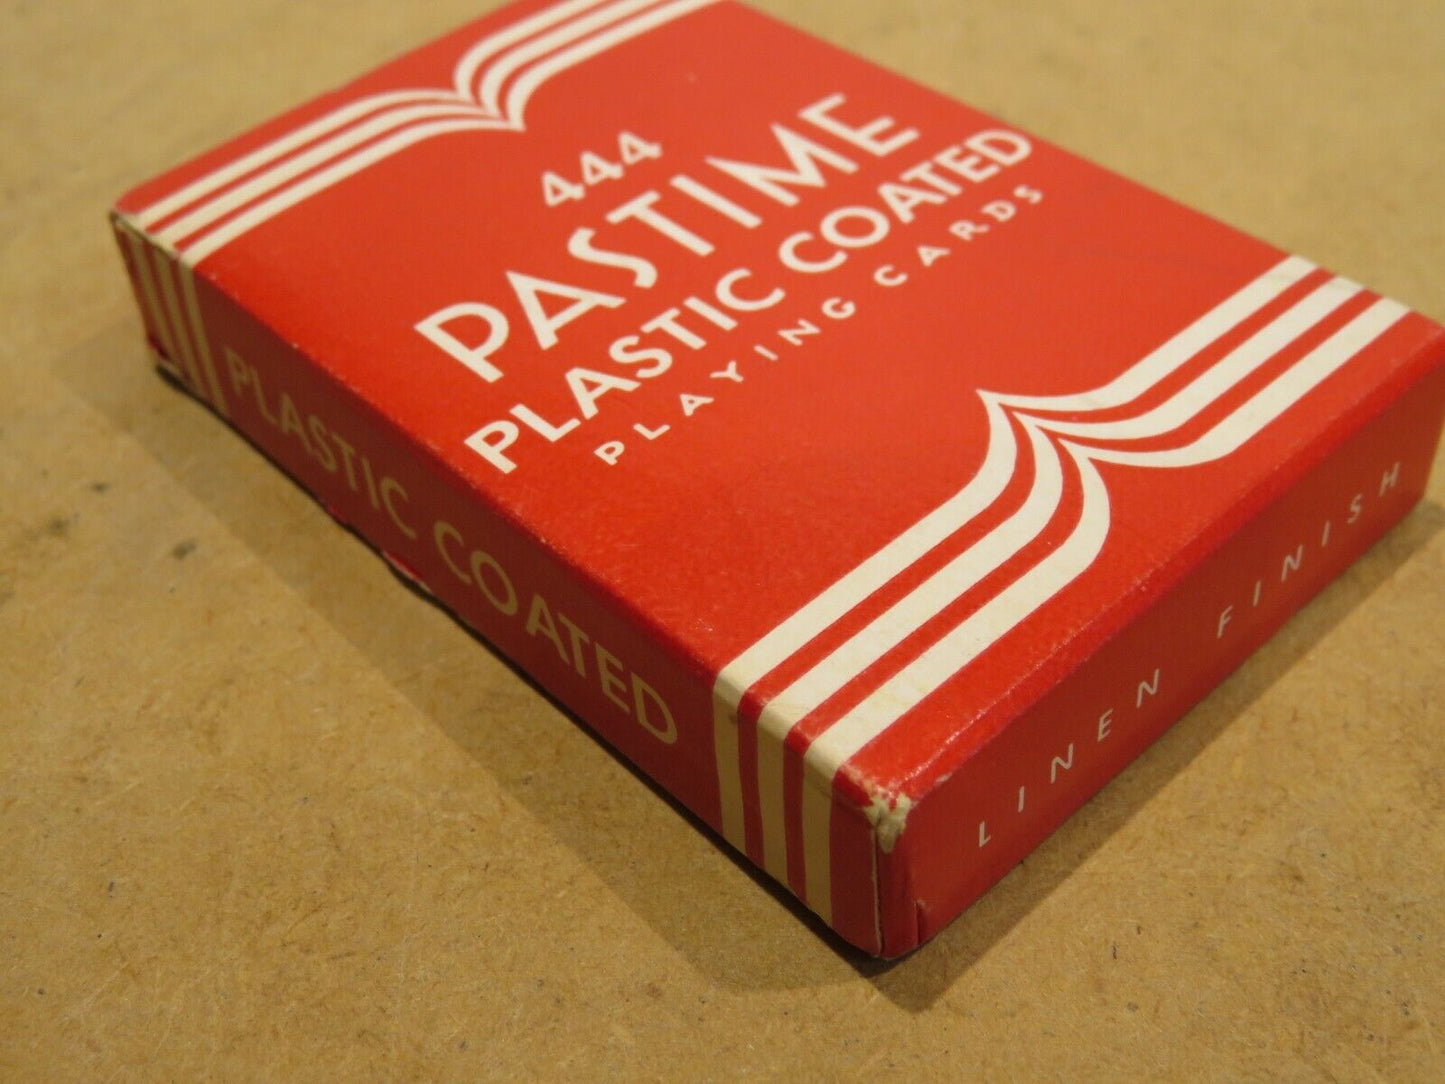 444
PASTIME
PLASTIC COATED
PLAYING CARDS
PLASTIC COATED
LINEN FINISH